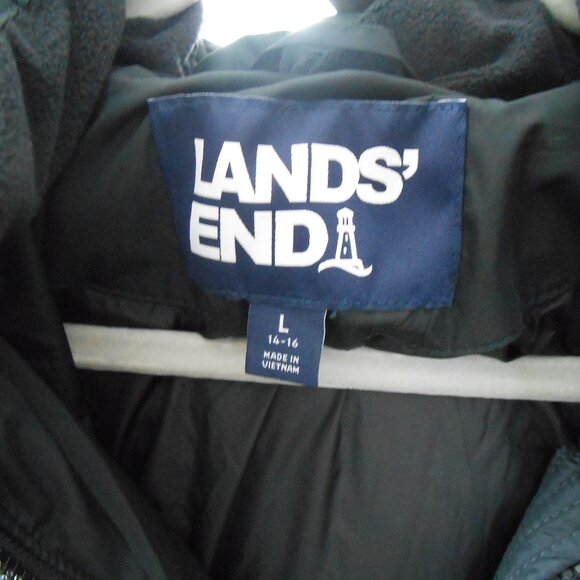 LANDS'
END
L
14-16
MADE IN
VIETNAM